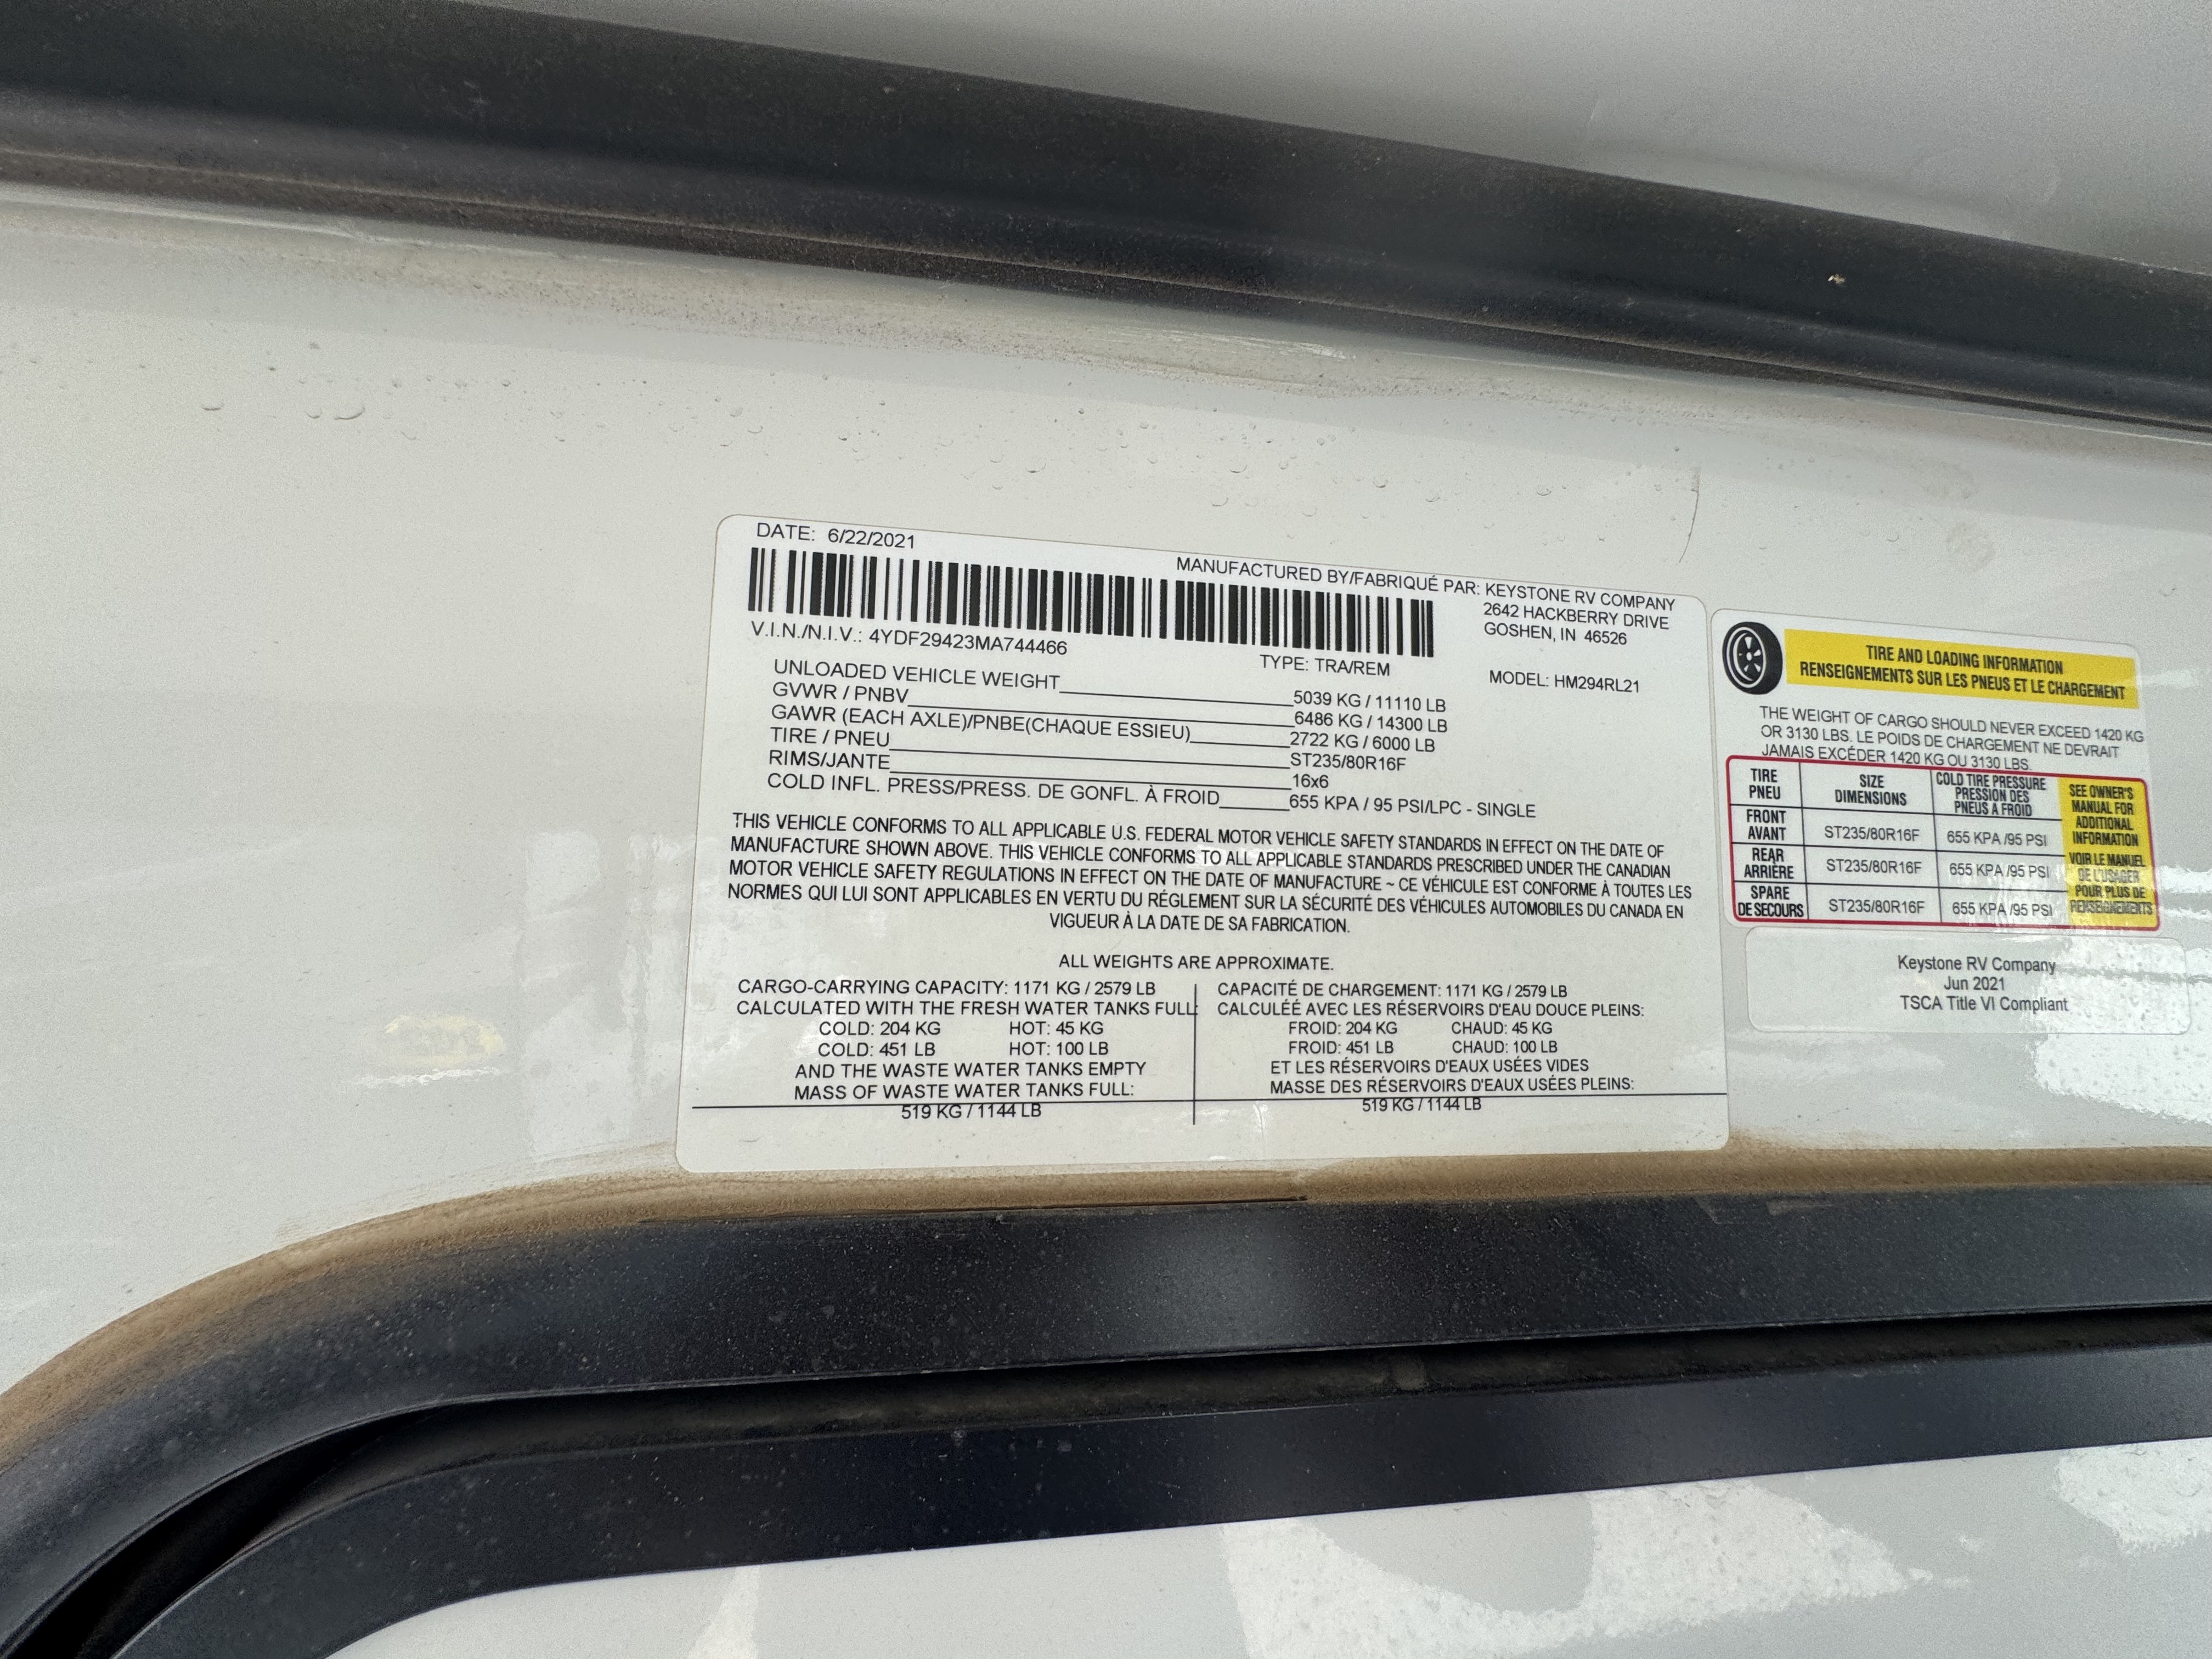 DATE: 6/22/2021
MANUFACTURED BY/FABRIQUÉ PAR: KEYSTONE RV COMPANY
2642 HACKBERRY DRIVE
GOSHEN, IN 46526
V.I.N./N.I.V.: 4YDF29423MA744466
TYPE: TRA/REM
MODEL: HM294RL21
UNLOADED VEHICLE WEIGHT 5039 KG / 11110 LB
GVWR / PNBV 6486 KG / 14300 LB
GAWR (EACH AXLE)/PNBE(CHAQUE ESSIEU) 2722 KG / 6000 LB
TIRE / PNEU ST235/80R16F
RIMS/JANTE 16x6
COLD INFL. PRESS/PRESS. DE GONFL. À FROID 655 KPA / 95 PSI/LPC - SINGLE
THIS VEHICLE CONFORMS TO ALL APPLICABLE U.S. FEDERAL MOTOR VEHICLE SAFETY STANDARDS IN EFFECT ON THE DATE OF
MANUFACTURE SHOWN ABOVE. THIS VEHICLE CONFORMS TO ALL APPLICABLE STANDARDS PRESCRIBED UNDER THE CANADIAN
MOTOR VEHICLE SAFETY REGULATIONS IN EFFECT ON THE DATE OF MANUFACTURE ~ CE VÉHICULE EST CONFORME À TOUTES LES
NORMES QUI LUI SONT APPLICABLES EN VERTU DU RÉGLEMENT SUR LA SÉCURITÉ DES VÉHICULES AUTOMOBILES DU CANADA EN
VIGUEUR À LA DATE DE SA FABRICATION.
ALL WEIGHTS ARE APPROXIMATE.
CARGO-CARRYING CAPACITY: 1171 KG / 2579 LB
CALCULATED WITH THE FRESH WATER TANKS FULL:
COLD: 204 KG HOT: 45 KG
COLD: 451 LB HOT: 100 LB
AND THE WASTE WATER TANKS EMPTY
MASS OF WASTE WATER TANKS FULL:
519 KG / 1144 LB
CAPACITÉ DE CHARGEMENT: 1171 KG / 2579 LB
CALCULÉÉ AVEC LES RÉSERVOIRS D'EAU DOUCE PLEINS:
FROID: 204 KG CHAUD: 45 KG
FROID: 451 LB CHAUD: 100 LB
ET LES RÉSERVOIRS D'EAUX USÉES VIDES
MASSE DES RÉSERVOIRS D'EAUX USÉES PLEINS:
519 KG / 1144 LB
TIRE AND LOADING INFORMATION
RENSEIGNEMENTS SUR LES PNEUS ET LE CHARGEMENT
THE WEIGHT OF CARGO SHOULD NEVER EXCEED 1420 KG
OR 3130 LBS. LE POIDS DE CHARGEMENT NE DEVRAIT
JAMAIS EXCÉDER 1420 KG OU 3130 LBS.
TIRE
PNEU
SIZE
DIMENSIONS
COLD TIRE PRESSURE
PRESSION DES
PNEUS A FROID
FRONT
AVANT
ST235/80R16F
655 KPA /95 PSI
REAR
ARRIÈRE
ST235/80R16F
655 KPA /95 PSI
SPARE
DE SECOURS
ST235/80R16F
655 KPA /95 PSI
SEE OWNER'S
MANUAL FOR
ADDITIONAL
INFORMATION
VOIR LE MANUEL
DE L'USAGER
POUR PLUS DE
RENSEIGNEMENTS
Keystone RV Company
Jun 2021
TSCA Title VI Compliant